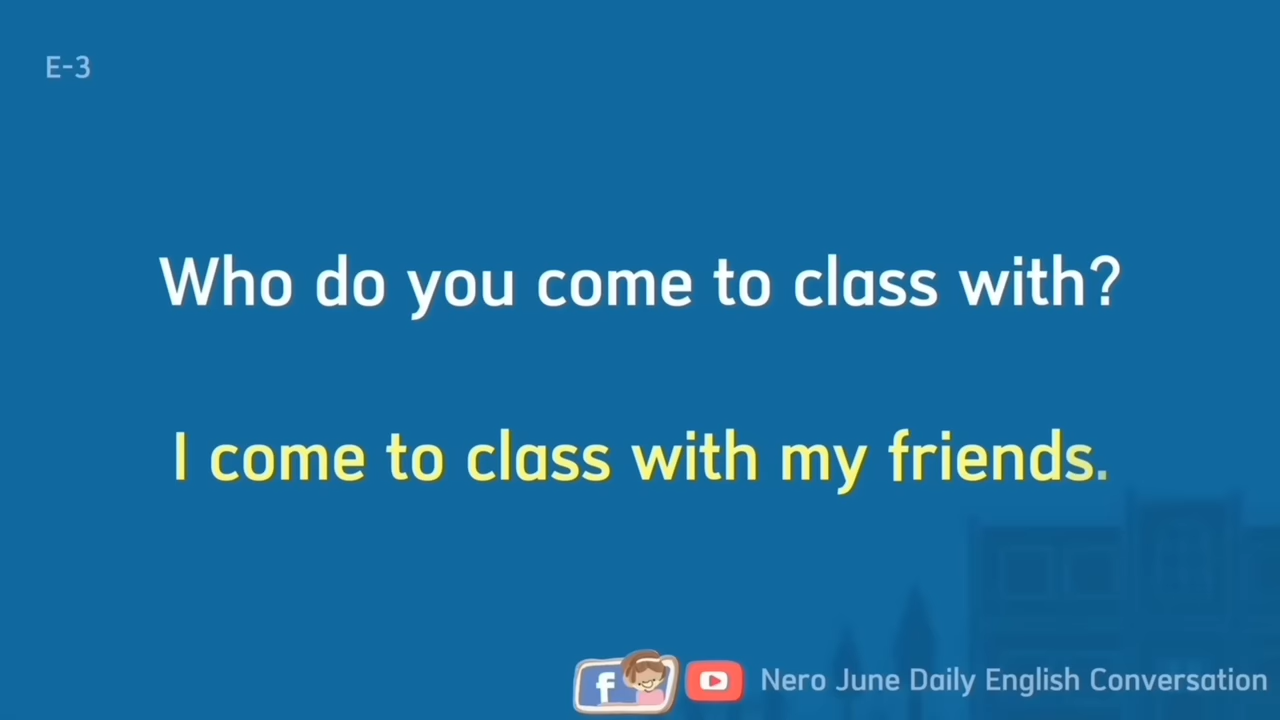 E-3
Who do you come to class with?
I come to class with my friends.
f
Nero June Daily English Conversation